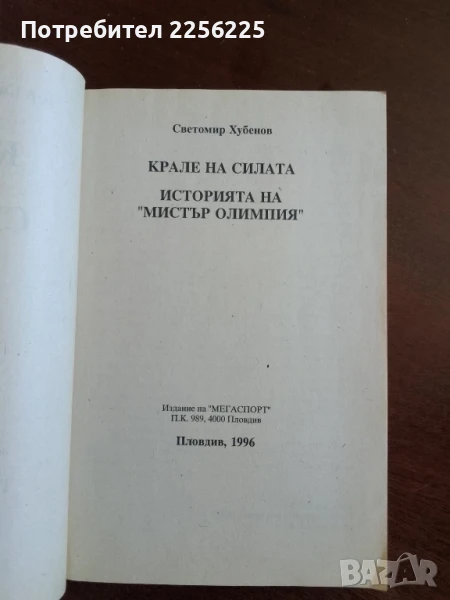 Потребител 2256225
Светомир Хубенов
КРАЛЕ НА СИЛАТА
ИСТОРИЯТА НА
"МИСТЪР ОЛИМПИЯ"
Издание на "МЕГАСПОРТ"
П.К. 989, 4000 Пловдив
Пловдив, 1996
BAZAR